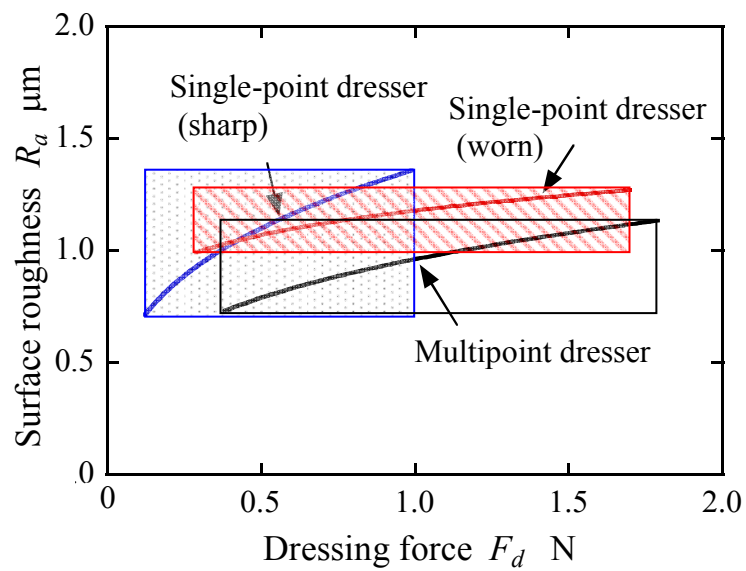 2.0
Single-point dresser
(sharp)
Single-point dresser
(worn)
1.5
1.0
0.5
Multipoint dresser
.0
0
0.5
1.0
1.5
2.0
Surface roughness Ra μm
Dressing force Fd N